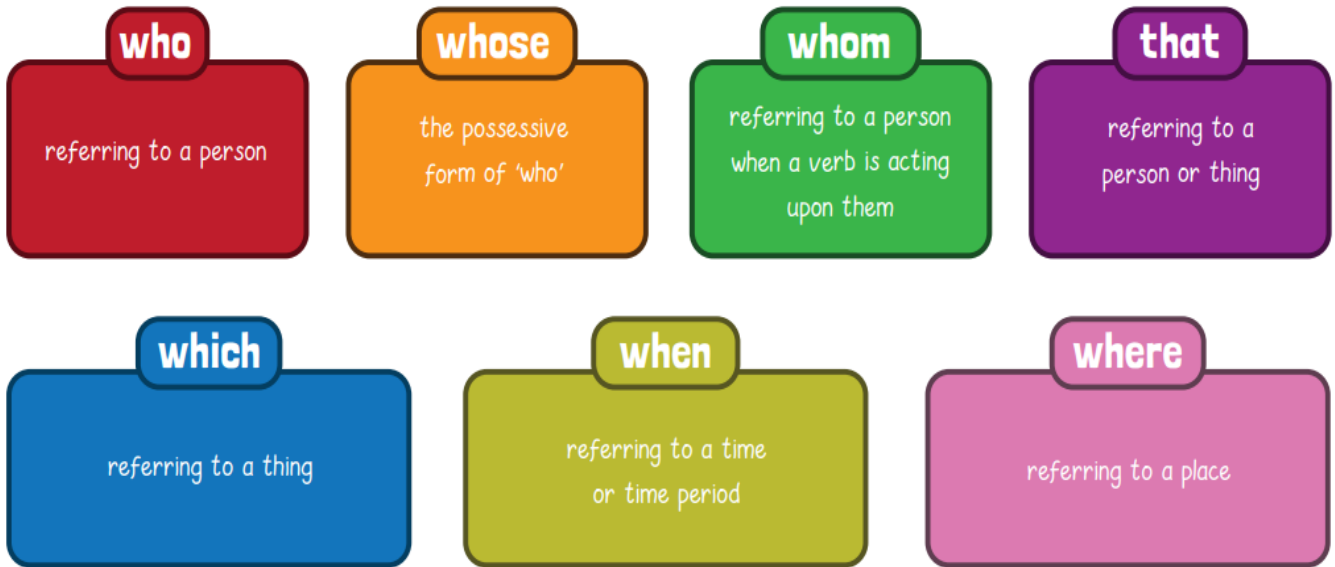 who
referring to a person
whose
the possessive
form of 'who'
whom
referring to a person
when a verb is acting
upon them
that
referring to a
person or thing
which
referring to a thing
when
referring to a time
or time period
where
referring to a place